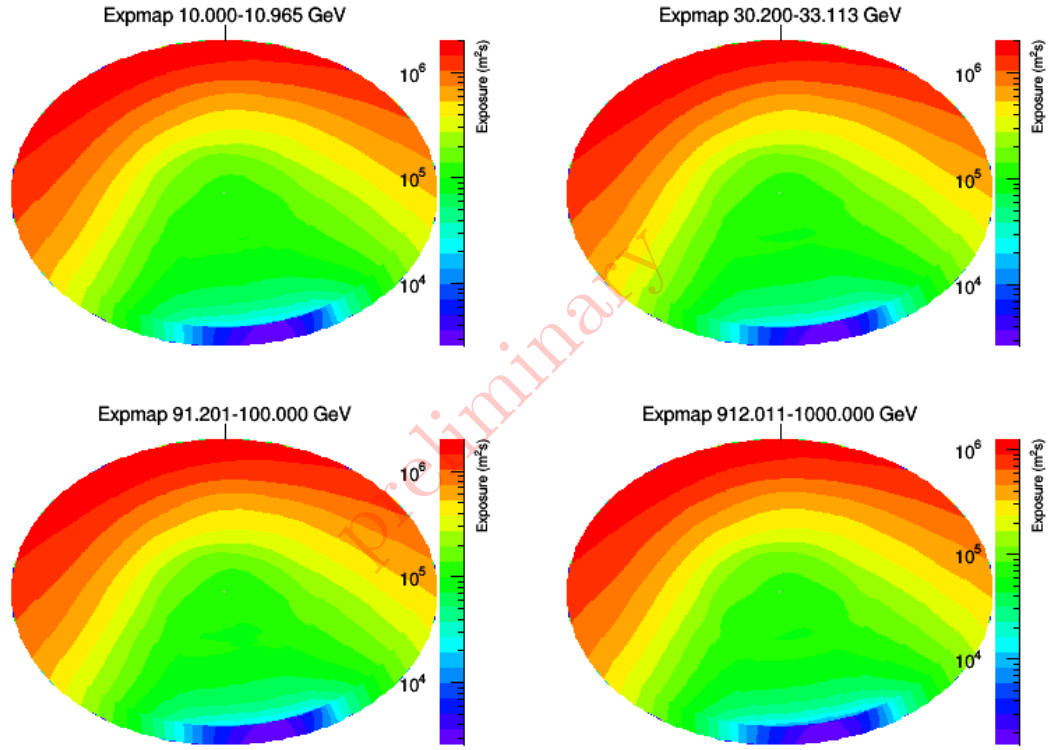 Expmap 10.000-10.965 GeV
10⁶
10⁵
10⁴
Exposure (m²s)
Expmap 30.200-33.113 GeV
10⁶
10⁵
10⁴
Exposure (m²s)
preliminary
Expmap 91.201-100.000 GeV
10⁶
10⁵
10⁴
Exposure (m²s)
Expmap 912.011-1000.000 GeV
10⁶
10⁵
10⁴
Exposure (m²s)